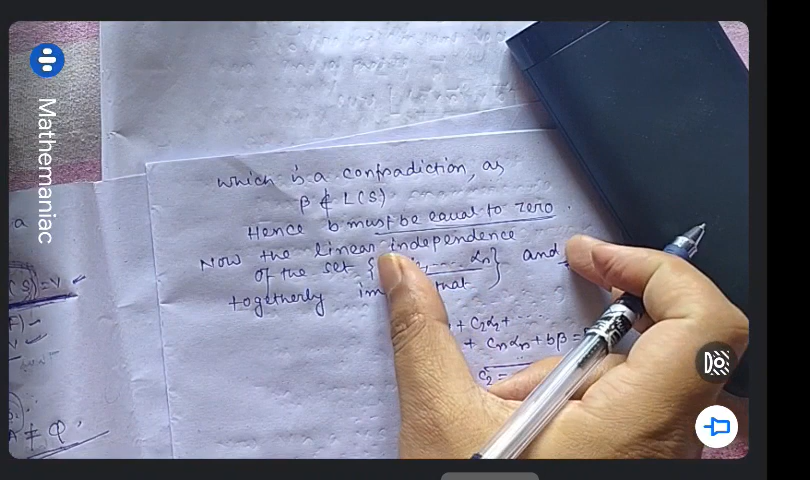 Mathemaniac
which is a contradiction, as
β ∉ L(S).
Hence b must be equal to zero.
Now the linear independence
of the set { αn} and
togetherly that
+ c2α2+
+ cnαn+bβ =
c2 =
a
(S)=V
≠ φ.